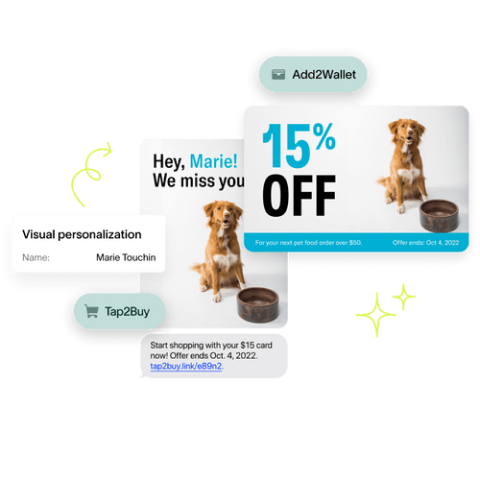 Add2Wallet
15%
OFF
For your next pet food order over $50.
Offer ends: Oct 4, 2022
Hey, Marie!
We miss you
Visual personalization
Name:
Marie Touchin
Tap2Buy
Start shopping with your $15 card
now! Offer ends Oct. 4, 2022.
tap2buy.link/e89n2.